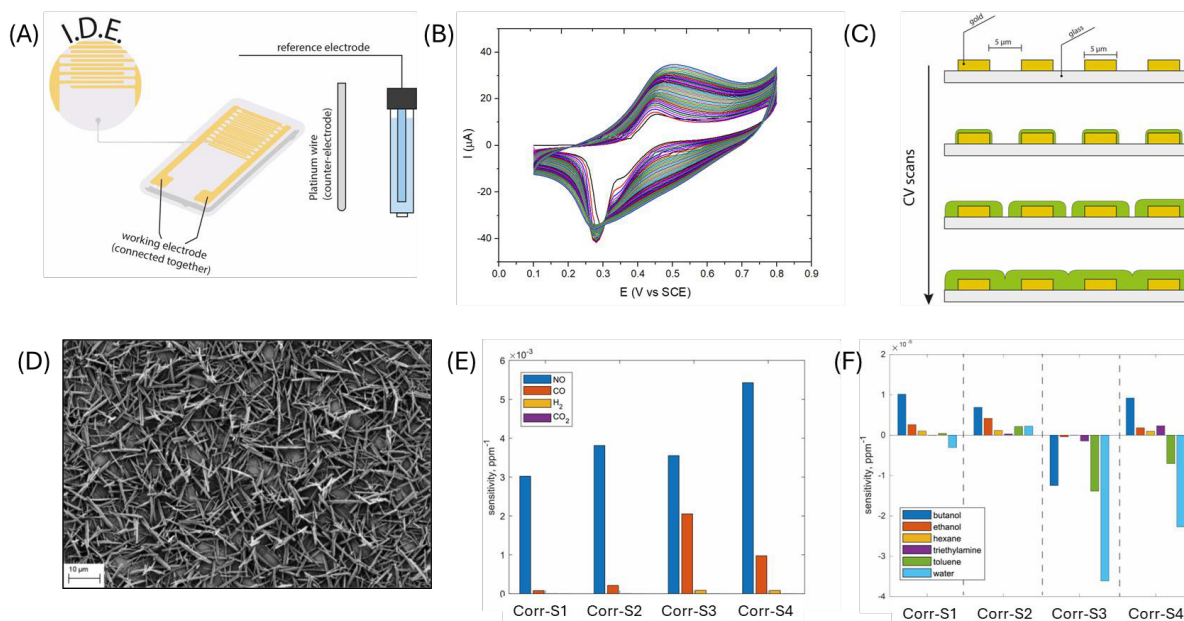 (A)
I.D.E.
reference electrode
Platinum wire
(counter-electrode)
working electrode
(connected together)
(B)
40
20
0
-20
-40
I (μA)
0.1
0.2
0.3
0.4
0.5
0.6
0.7
0.8
0.9
E (V vs SCE)
(C)
gold
glass
5 μm
5 μm
CV scans
(D)
10 μm
(E)
×10⁻³
6
5
4
3
2
1
0
sensitivity, ppm⁻¹
NO
CO
H₂
CO₂
Corr-S1
Corr-S2
Corr-S3
Corr-S4
(F)
2
1
0
-1
-2
-3
-4
sensitivity, ppm⁻¹
butanol
ethanol
hexane
triethylamine
toluene
water
Corr-S1
Corr-S2
Corr-S3
Corr-S4